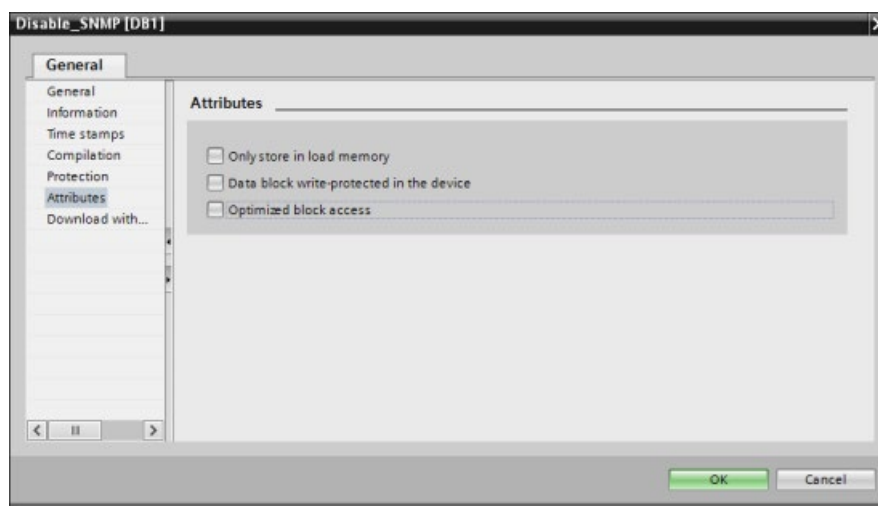 Disable_SNMP [DB1]
General
General
Information
Time stamps
Compilation
Protection
Attributes
Download with...
Attributes
Only store in load memory
Data block write-protected in the device
Optimized block access
OK
Cancel